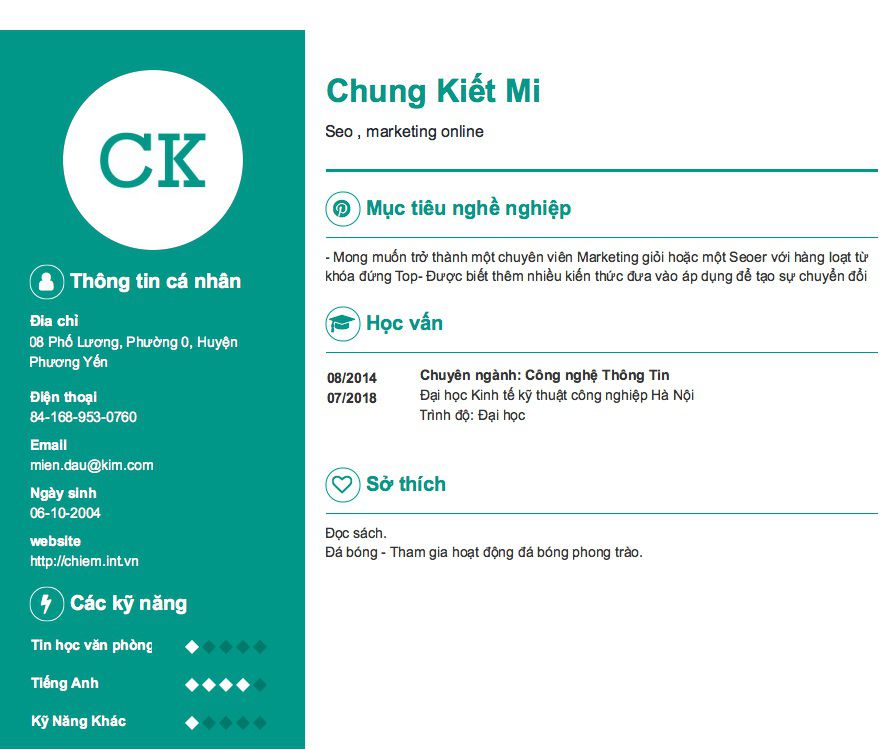 CK
Thông tin cá nhân
Địa chỉ
08 Phố Lương, Phường 0, Huyện
Phương Yến
Điện thoại
84-168-953-0760
Email
mien.dau@kim.com
Ngày sinh
06-10-2004
website
http://chiem.int.vn
Các kỹ năng
Tin học văn phòng
Tiếng Anh
Kỹ Năng Khác
Chung Kiết Mi
Seo , marketing online
Mục tiêu nghề nghiệp
- Mong muốn trở thành một chuyên viên Marketing giỏi hoặc một Seoer với hàng loạt từ
khóa đứng Top- Được biết thêm nhiều kiến thức đưa vào áp dụng để tạo sự chuyển đổi
Học vấn
08/2014
07/2018
Chuyên ngành: Công nghệ Thông Tin
Đại học Kinh tế kỹ thuật công nghiệp Hà Nội
Trình độ: Đại học
Sở thích
Đọc sách.
Đá bóng - Tham gia hoạt động đá bóng phong trào.